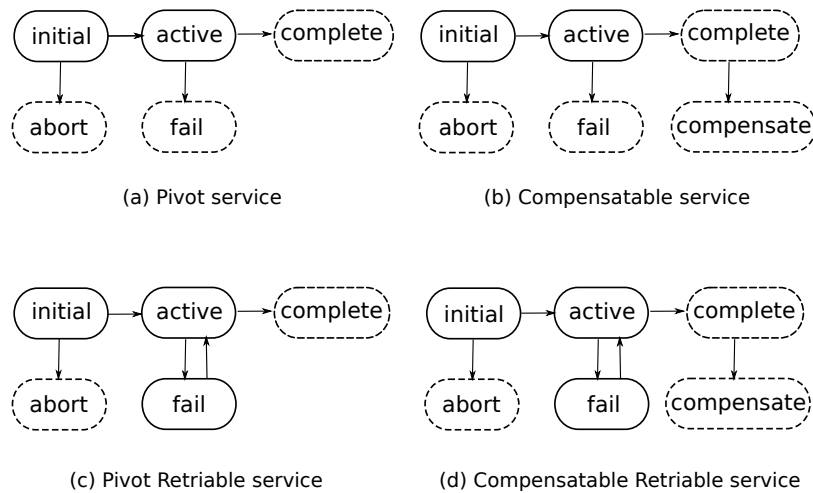 initial active complete
abort fail
(a) Pivot service
initial active complete
abort fail compensate
(b) Compensatable service
initial active complete
abort fail
(c) Pivot Retriable service
initial active complete
abort fail compensate
(d) Compensatable Retriable service